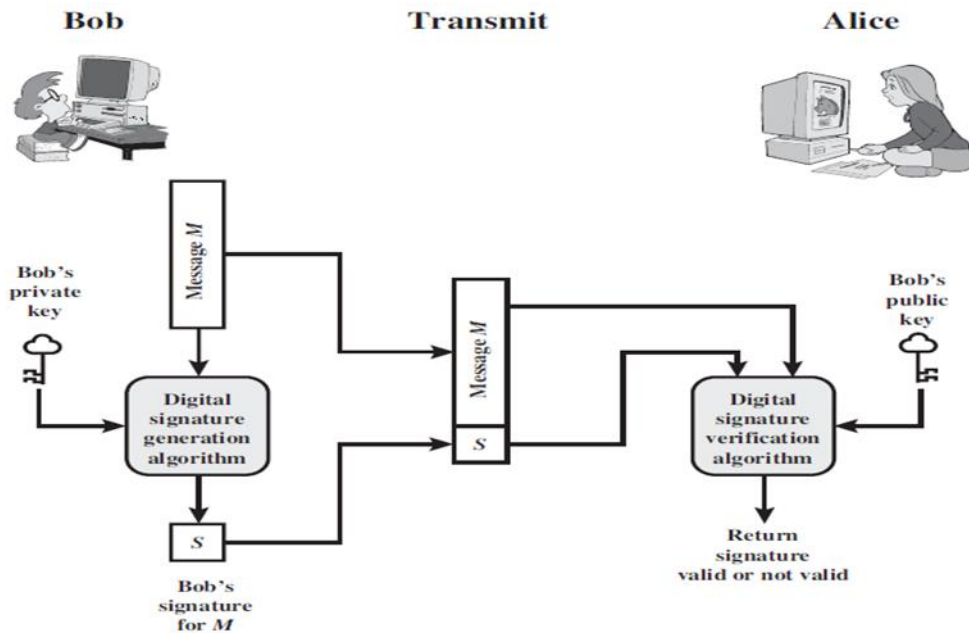 Bob
Transmit
Alice
Message M
Bob's
private
key
Message M
Bob's
public
key
Digital
signature
generation
algorithm
S
Digital
signature
verification
algorithm
S
Bob's
signature
for M
Return
signature
valid or not valid